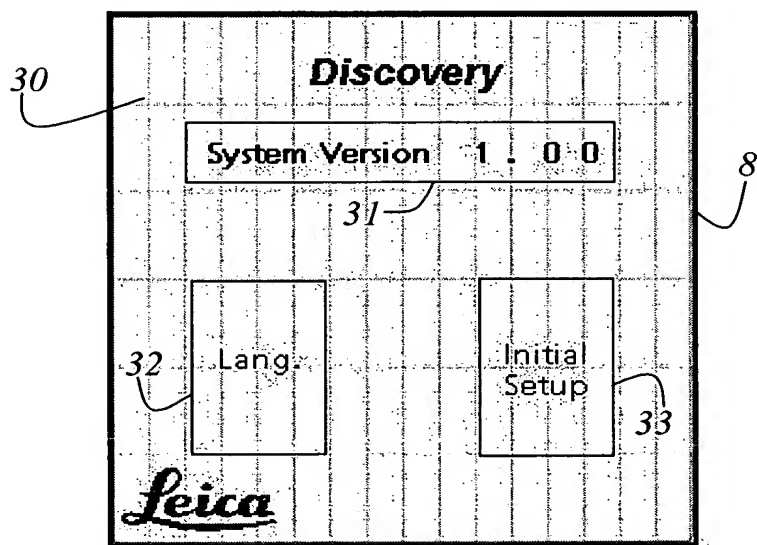 Discovery
30
System Version 1.00
31
8
Lang.
Initial
Setup
32
33
Leica